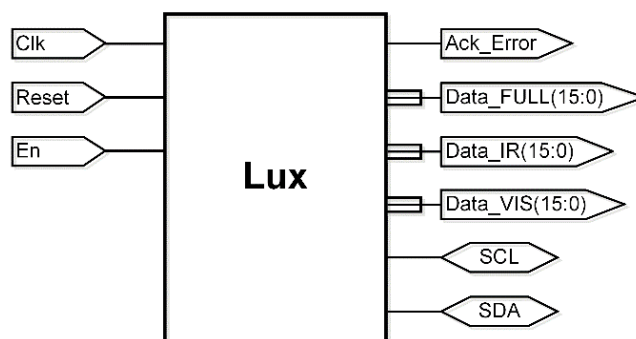 Clk
Reset
En
Lux
Ack_Error
Data_FULL(15:0)
Data_IR(15:0)
Data_VIS(15:0)
SCL
SDA